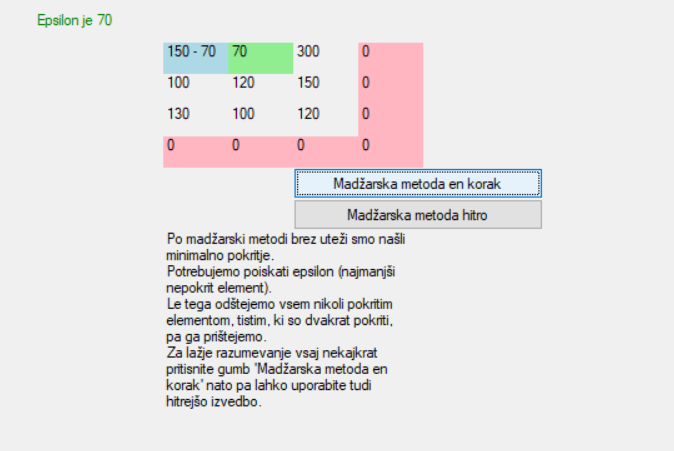 Epsilon je 70
150 - 70 70 300 0
100 120 150 0
130 100 120 0
0 0 0 0
Madžarska metoda en korak
Madžarska metoda hitro
Po madžarski metodi brez uteži smo našli
minimalno pokritje.
Potrebujemo poiskati epsilon (najmanjši
nepokrit element).
Le tega odštejemo vsem nikoli pokritim
elementom, tistim, ki so dvakrat pokriti,
pa ga prištejemo.
Za lažje razumevanje vsaj nekajkrat
pritisnite gumb 'Madžarska metoda en
korak' nato pa lahko uporabite tudi
hitrejšo izvedbo.